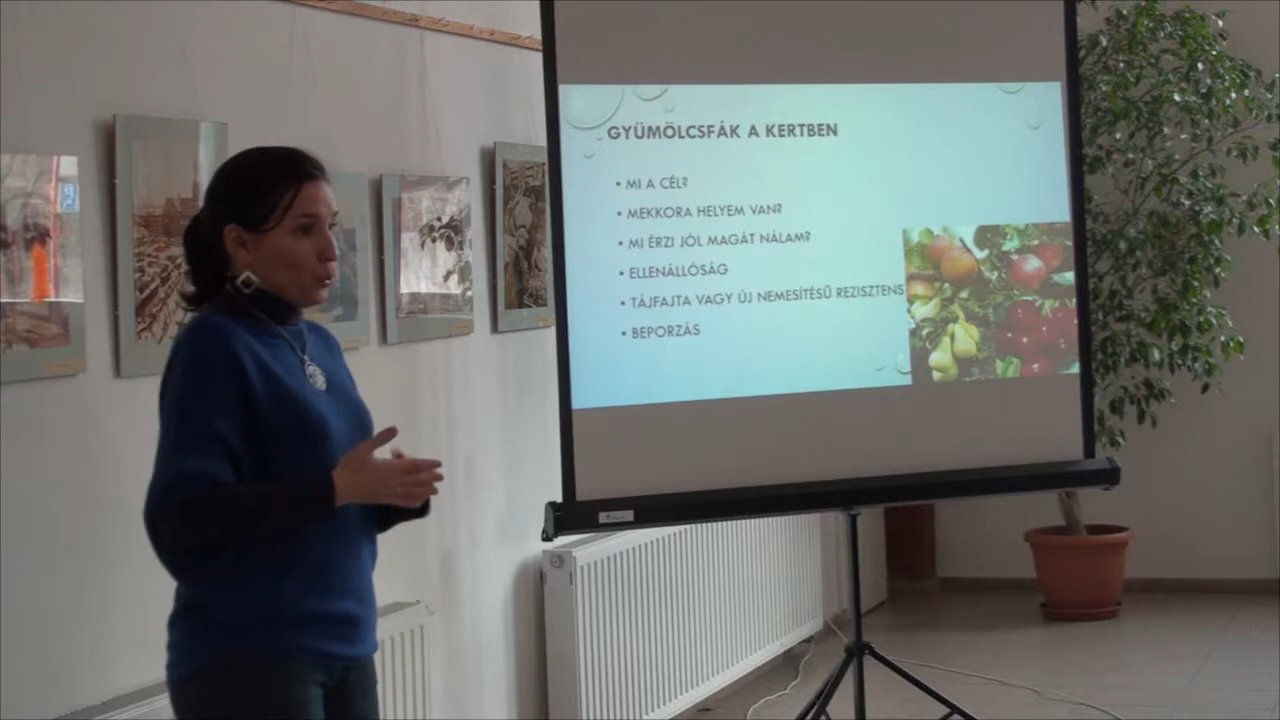 GYÜMÖLCSFÁK A KERTBEN
• MI A CÉL?
• MEKKORA HELYEM VAN?
• MI ÉRZI JÓL MAGÁT NÁLAM?
• ELLENÁLLÓSÁG
• TÁJFAJTA VAGY ÚJ NEMESÍTÉSŰ REZISZTENS
• BEPORZÁS